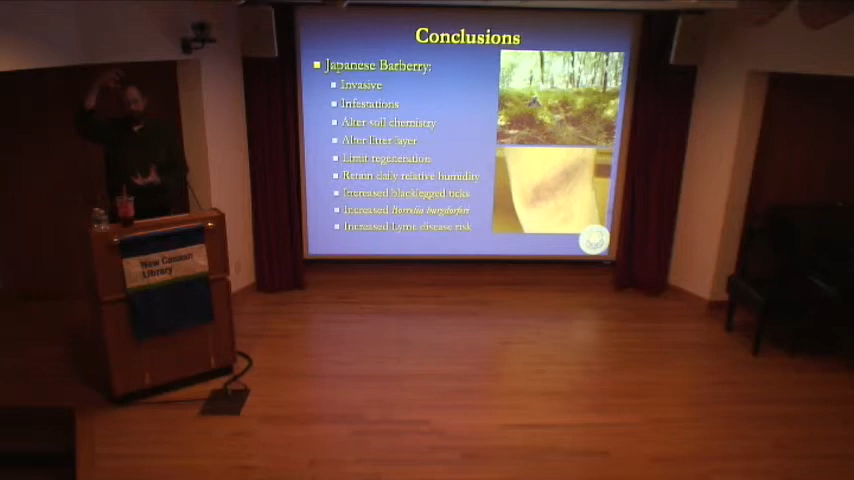 Conclusions
Japanese Barberry:
Invasive
Infestations
Alter soil chemistry
Alter litter layer
Limit regeneration
Retain daily relative humidity
Increased blacklegged ticks
Increased Borrelia burgdorferi
Increased Lyme disease risk
New Canaan
Library